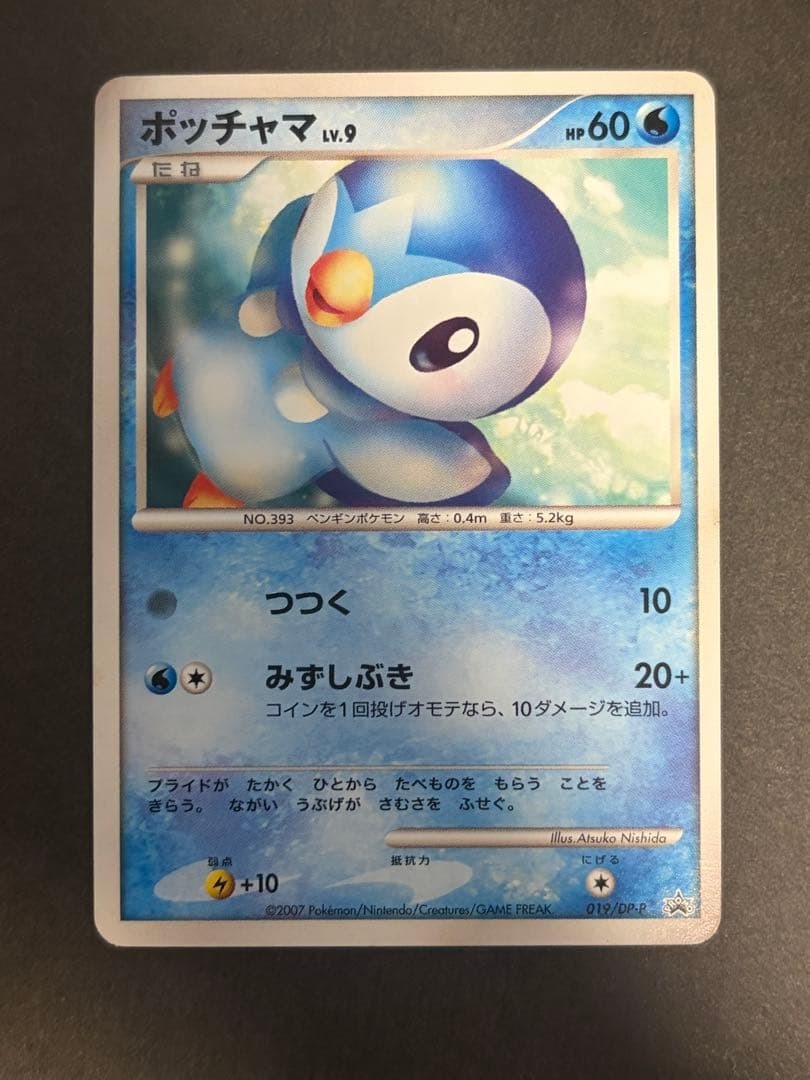 ポッチャマ LV.9 HP60
たね
NO.393 ペンギンポケモン 高さ:0.4m 重さ:5.2kg
つつく 10
みずしぶき 20+
コインを1回投げオモテなら、10ダメージを追加。
プライドが たかく ひとから たべものを もらう ことを
きらう。 ながい うぶげが さむさを ふせぐ。
Illus.Atsuko Nishida
弱点 抵抗力 にげる
+10
©2007 Pokémon/Nintendo/Creatures/GAME FREAK. 019/DP-P PROMO